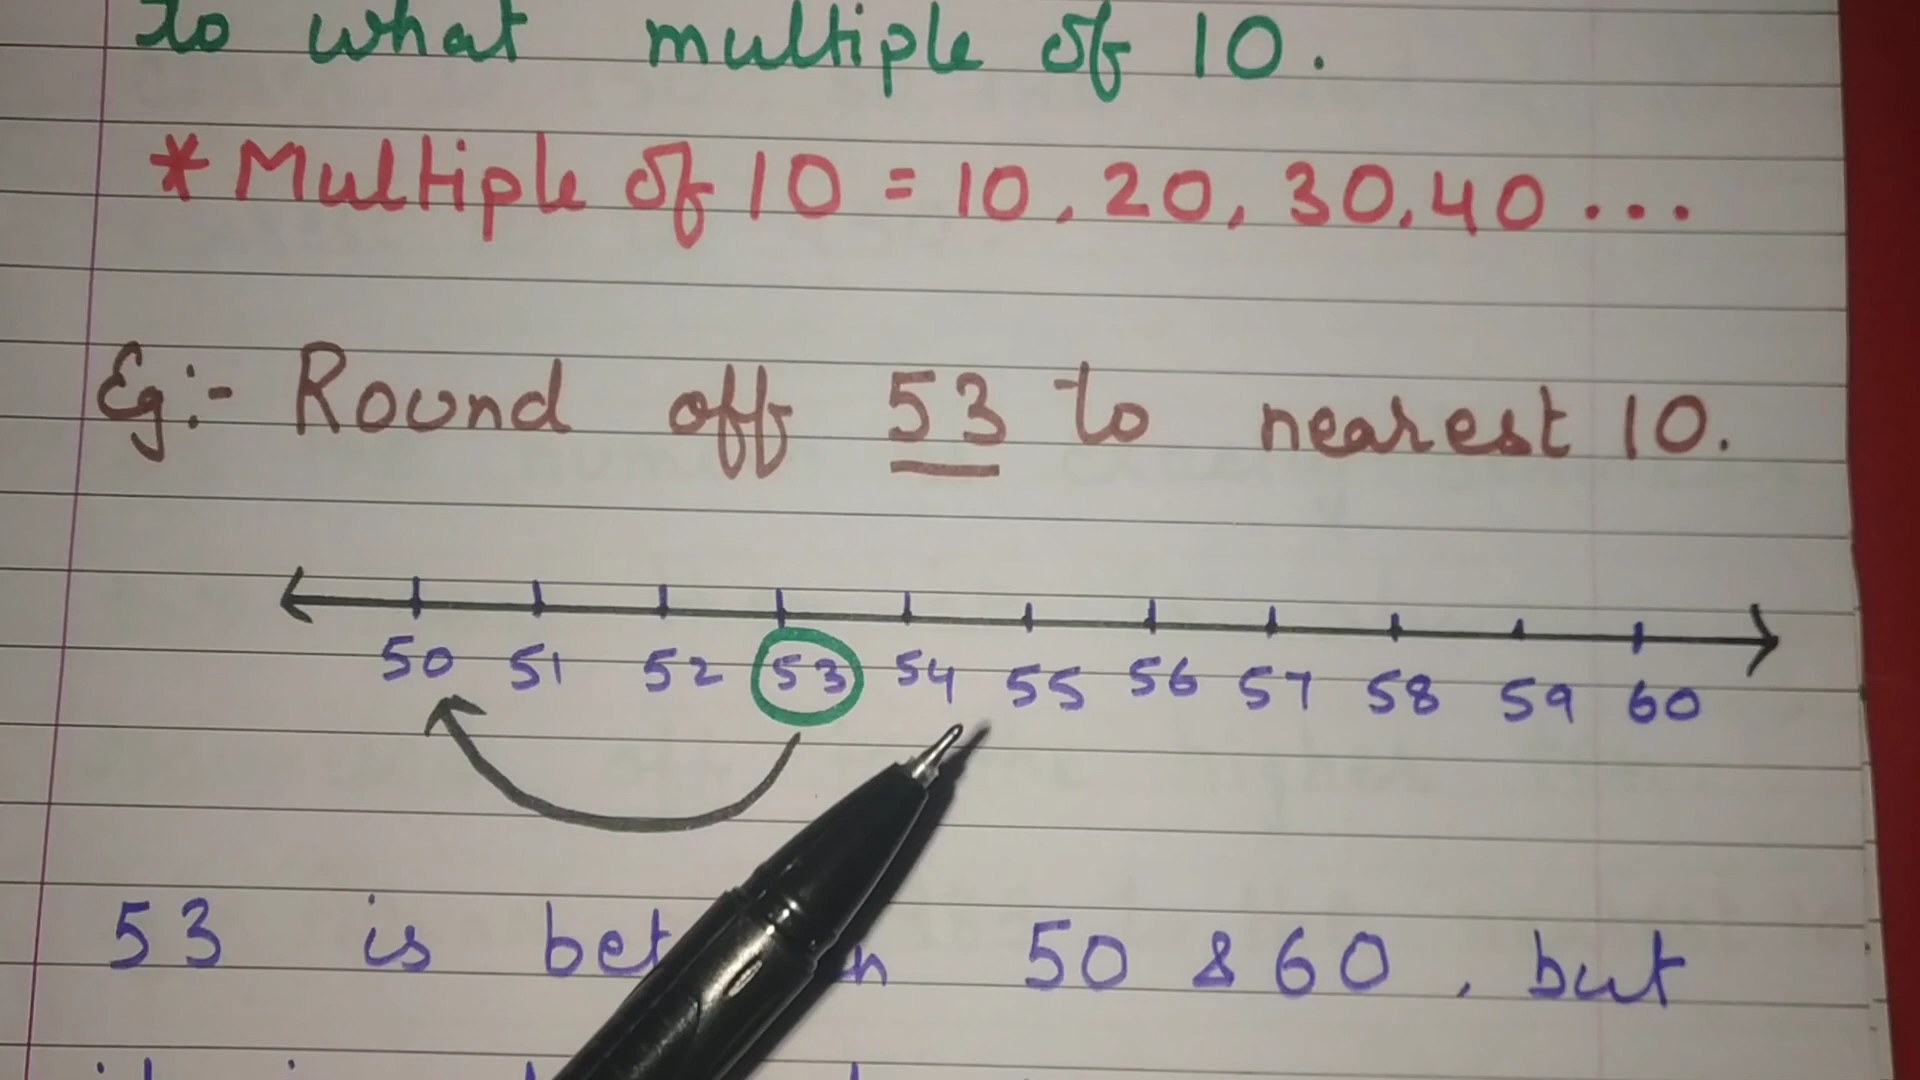 to what multiple of 10.
* Multiple of 10 = 10, 20, 30, 40 ...
Eg:- Round off 53 to nearest 10.
50 51 52 53 54 55 56 57 58 59 60
53 is 50 & 60, but